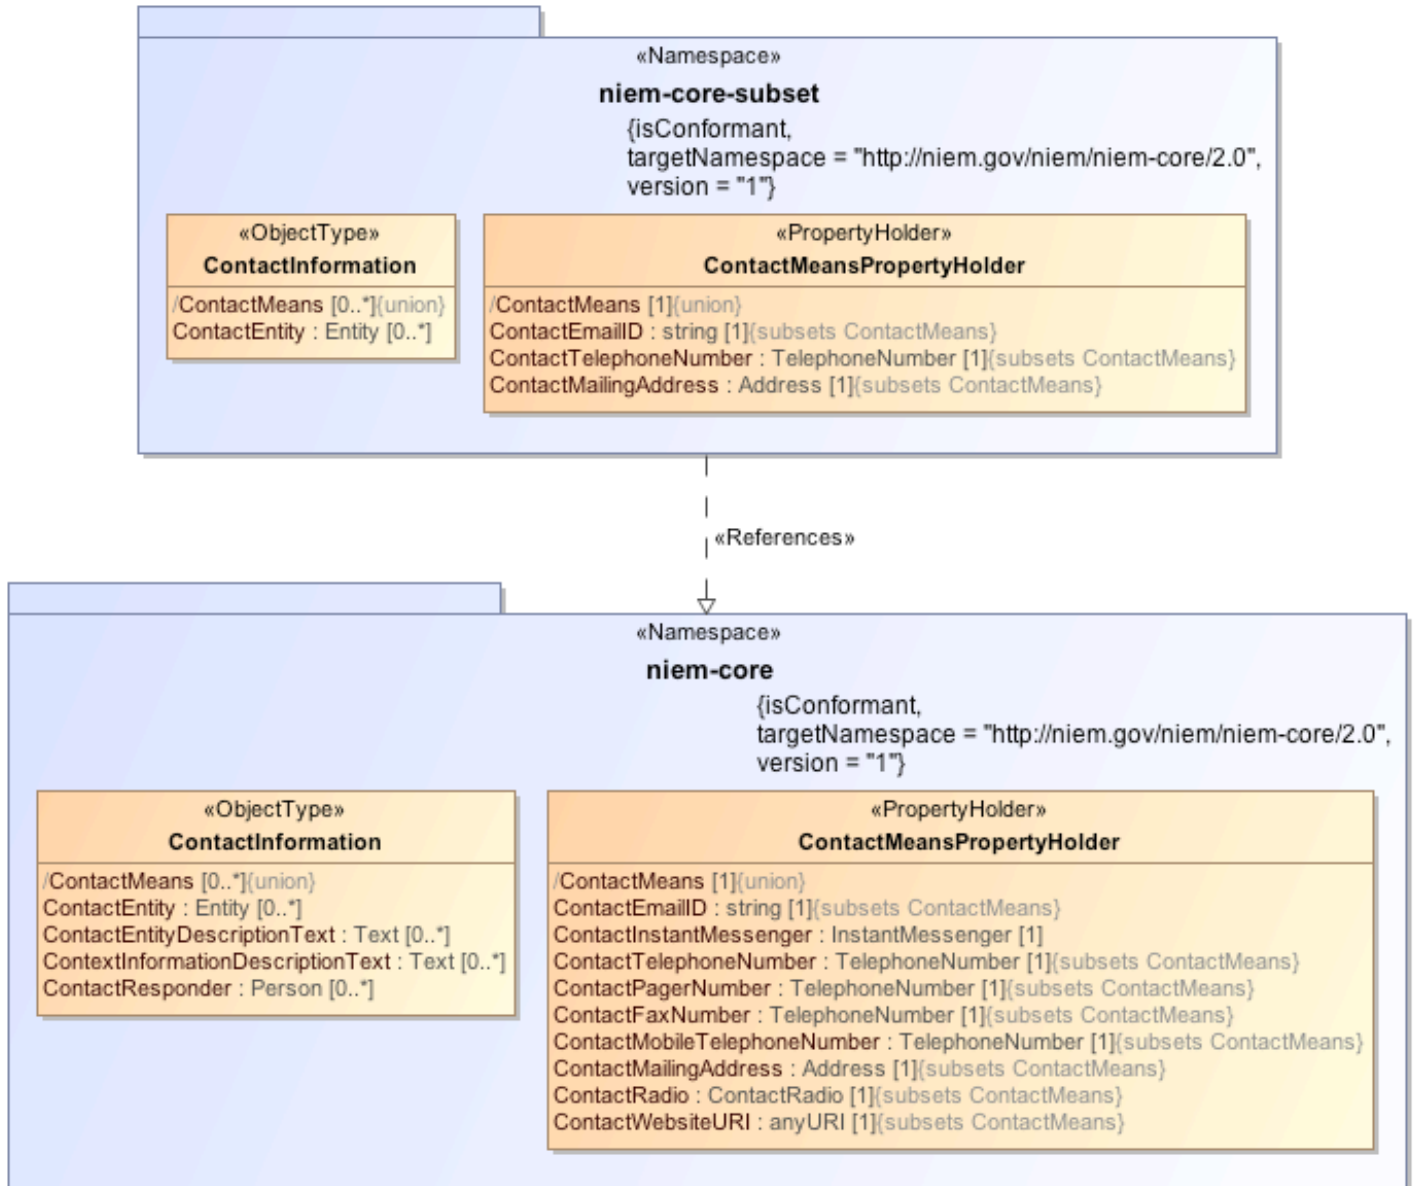 «Namespace»
niem-core-subset
{isConformant,
targetNamespace = "http://niem.gov/niem/niem-core/2.0",
version = "1"}
«ObjectType»
ContactInformation
/ContactMeans [0..*]{union}
ContactEntity : Entity [0..*]
«PropertyHolder»
ContactMeansPropertyHolder
/ContactMeans [1]{union}
ContactEmailID : string [1]{subsets ContactMeans}
ContactTelephoneNumber : TelephoneNumber [1]{subsets ContactMeans}
ContactMailingAddress : Address [1]{subsets ContactMeans}
«References»
«Namespace»
niem-core
{isConformant,
targetNamespace = "http://niem.gov/niem/niem-core/2.0",
version = "1"}
«ObjectType»
ContactInformation
/ContactMeans [0..*]{union}
ContactEntity : Entity [0..*]
ContactEntityDescriptionText : Text [0..*]
ContextInformationDescriptionText : Text [0..*]
ContactResponder : Person [0..*]
«PropertyHolder»
ContactMeansPropertyHolder
/ContactMeans [1]{union}
ContactEmailID : string [1]{subsets ContactMeans}
ContactInstantMessenger : InstantMessenger [1]
ContactTelephoneNumber : TelephoneNumber [1]{subsets ContactMeans}
ContactPagerNumber : TelephoneNumber [1]{subsets ContactMeans}
ContactFaxNumber : TelephoneNumber [1]{subsets ContactMeans}
ContactMobileTelephoneNumber : TelephoneNumber [1]{subsets ContactMeans}
ContactMailingAddress : Address [1]{subsets ContactMeans}
ContactRadio : ContactRadio [1]{subsets ContactMeans}
ContactWebsiteURI : anyURI [1]{subsets ContactMeans}